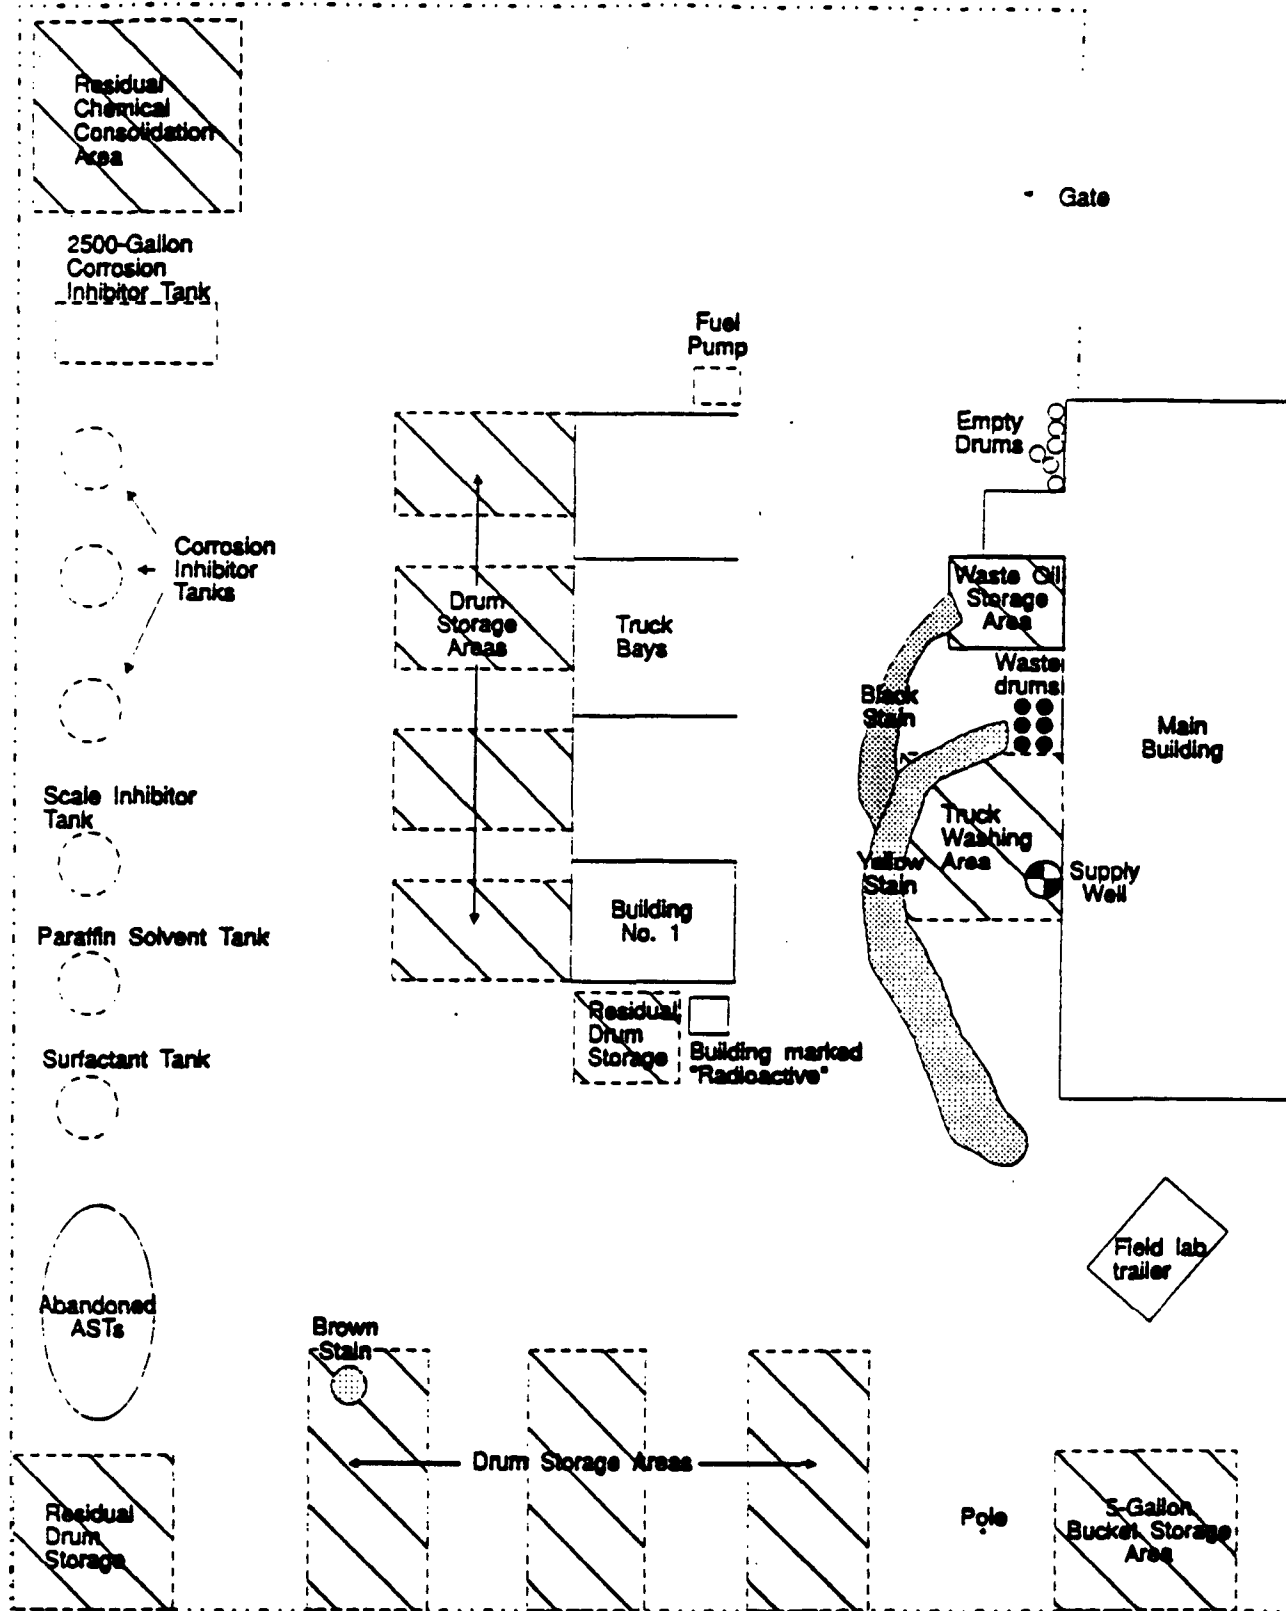 Residual
Chemical
Consolidation
Area
Gate
2500-Gallon
Corrosion
Inhibitor Tank
Fuel
Pump
Empty
Drums
Corrosion
Inhibitor
Tanks
Drum
Storage
Areas
Truck
Bays
Waste Oil
Storage
Area
Waste
drums
Black
Stain
Main
Building
Scale Inhibitor
Tank
Truck
Washing
Area
Yellow
Stain
Supply
Well
Building
No. 1
Paraffin Solvent Tank
Residual
Drum
Storage
Building marked
"Radioactive"
Surfactant Tank
Field lab
trailer
Abandoned
ASTs
Brown
Stain
Drum Storage Areas
Residual
Drum
Storage
Pole
5-Gallon
Bucket Storage
Area